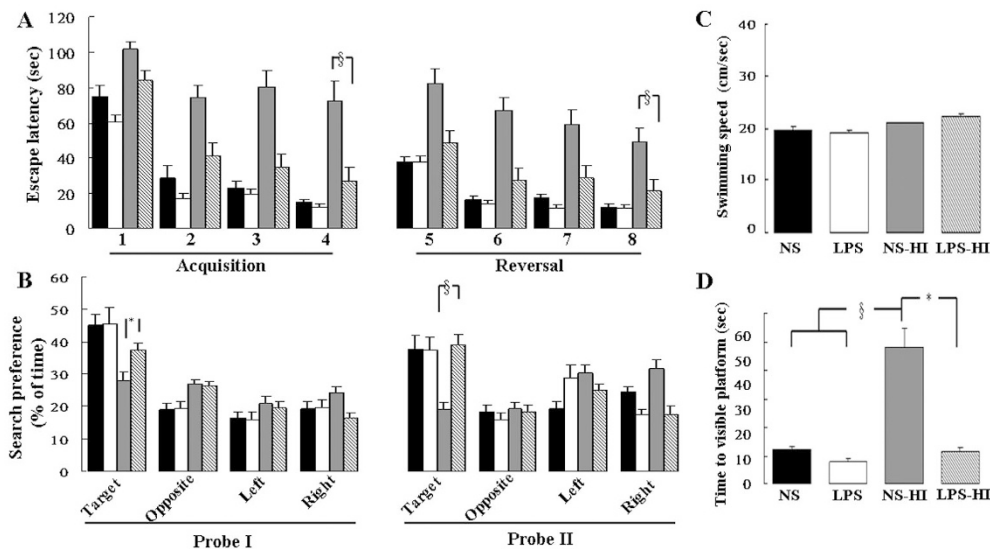 A
Escape latency (sec)
120
100
80
60
40
20
0
§
§
1 2 3 4 5 6 7 8
Acquisition Reversal
B
Search preference
(% of time)
60
50
40
30
20
10
0
*
§
Target Opposite Left Right Target Opposite Left Right
Probe I Probe II
C
Swimming speed (cm/sec)
40
30
20
10
0
NS LPS NS-HI LPS-HI
D
Time to visible platform (sec)
60
50
40
30
20
10
0
§ *
NS LPS NS-HI LPS-HI